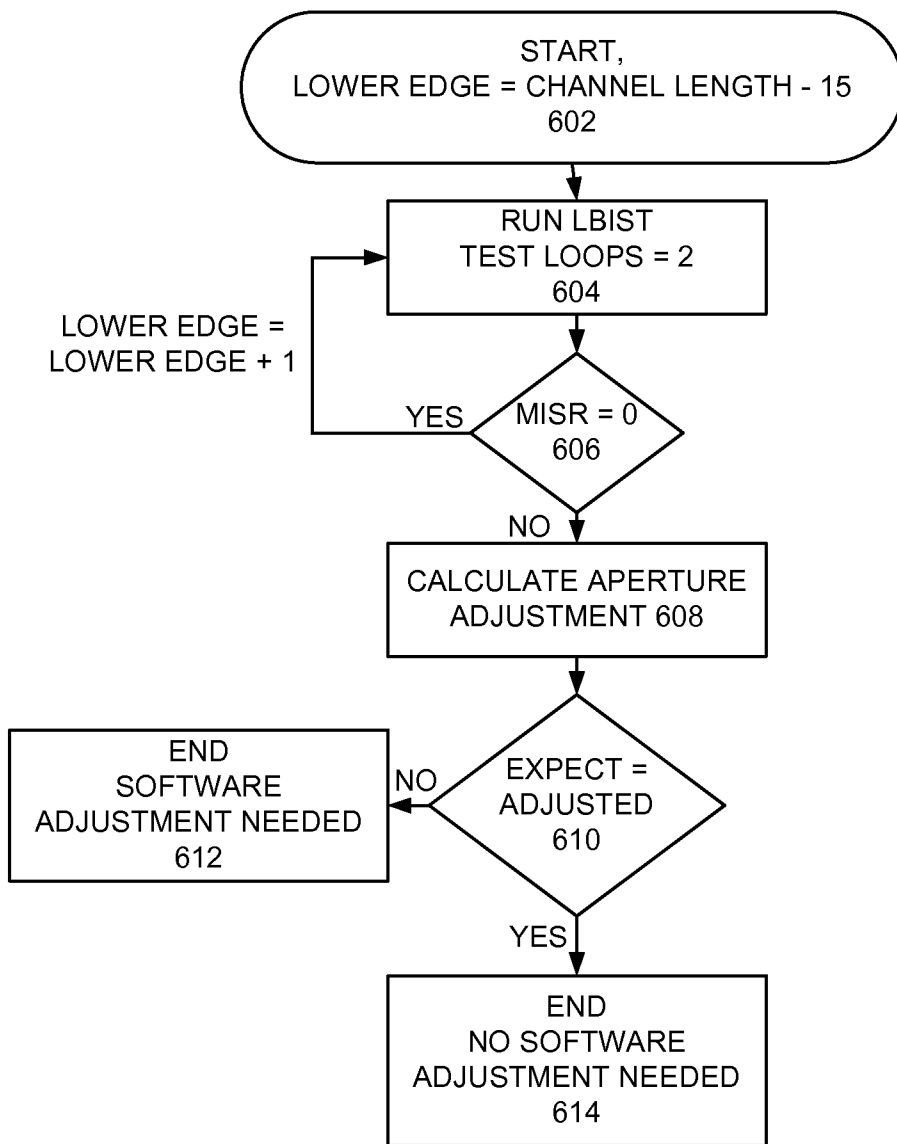 START,
LOWER EDGE = CHANNEL LENGTH - 15
602
RUN LBIST
TEST LOOPS = 2
604
LOWER EDGE =
LOWER EDGE + 1
YES
MISR = 0
606
NO
CALCULATE APERTURE
ADJUSTMENT 608
EXPECT =
ADJUSTED
610
NO
END
SOFTWARE
ADJUSTMENT NEEDED
612
YES
END
NO SOFTWARE
ADJUSTMENT NEEDED
614